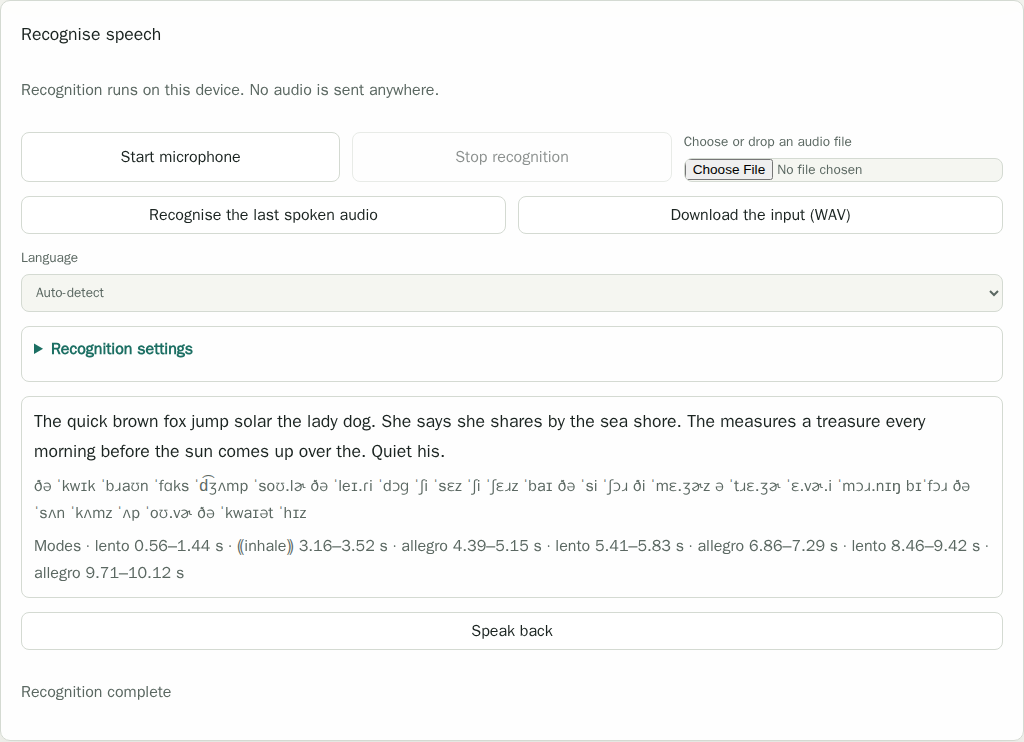 Recognise speech
Recognition runs on this device. No audio is sent anywhere.
Start microphone
Stop recognition
Choose or drop an audio file
Choose File No file chosen
Recognise the last spoken audio
Download the input (WAV)
Language
Auto-detect
Recognition settings
The quick brown fox jump solar the lady dog. She says she shares by the sea shore. The measures a treasure every
morning before the sun comes up over the. Quiet his.
ðə ˈkwɪk ˈbɹaʊn ˈfɑks ˈd͡ʒʌmp ˈsoʊ.lɚ ðə ˈleɪ.ri ˈdɔɡ ˈʃi ˈsɛz ˈʃi ˈʃɛɹz ˈbaɪ ðə ˈsi ˈʃɔɹ ði ˈmɛ.ʒɚz ə ˈtɹɛ.ʒɚ ˈɛ.vɚ.i ˈmɔɹ.nɪŋ bɪˈfɔɹ ðə
ˈsʌn ˈkʌmz ˈʌp ˈoʊ.vɚ ðə ˈkwaɪət ˈhɪz
Modes · lento 0.56–1.44 s · ⸨inhale⸩ 3.16–3.52 s · allegro 4.39–5.15 s · lento 5.41–5.83 s · allegro 6.86–7.29 s · lento 8.46–9.42 s ·
allegro 9.71–10.12 s
Speak back
Recognition complete